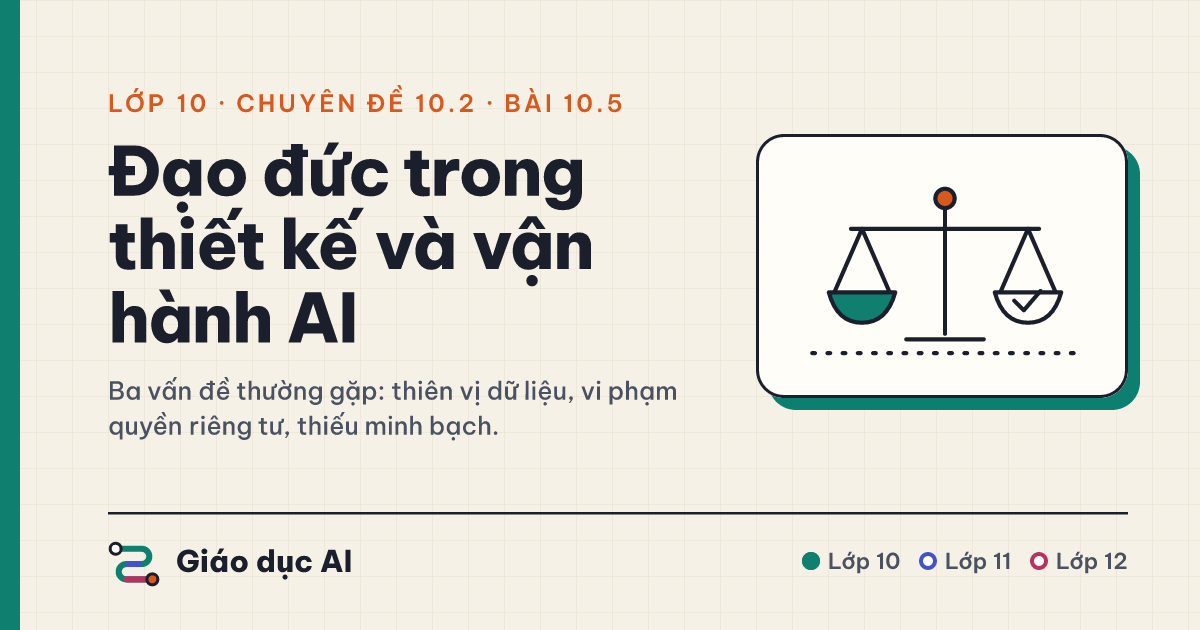 LỚP 10 · CHUYÊN ĐỀ 10.2 · BÀI 10.5
Đạo đức trong
thiết kế và vận
hành AI
Ba vấn đề thường gặp: thiên vị dữ liệu, vi phạm
quyền riêng tư, thiếu minh bạch.
Giáo dục AI
Lớp 10 Lớp 11 Lớp 12